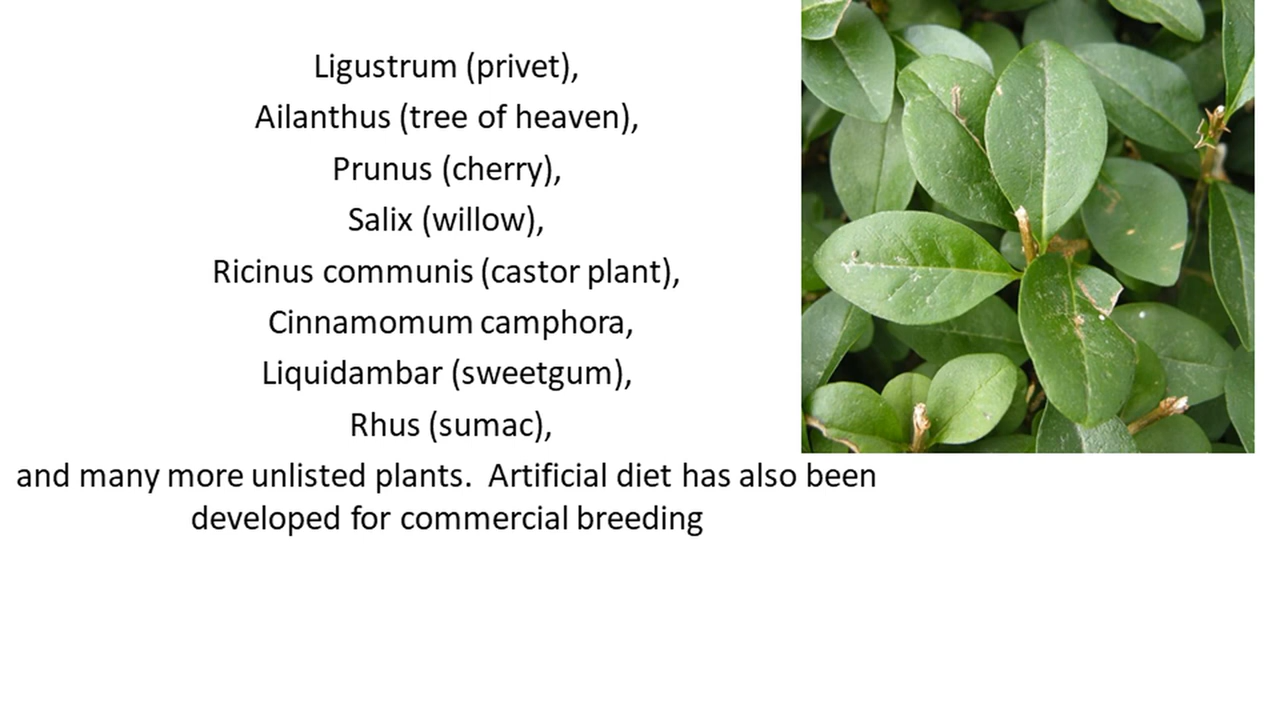 Ligustrum (privet),
Ailanthus (tree of heaven),
Prunus (cherry),
Salix (willow),
Ricinus communis (castor plant),
Cinnamomum camphora,
Liquidambar (sweetgum),
Rhus (sumac),
and many more unlisted plants.  Artificial diet has also been
developed for commercial breeding